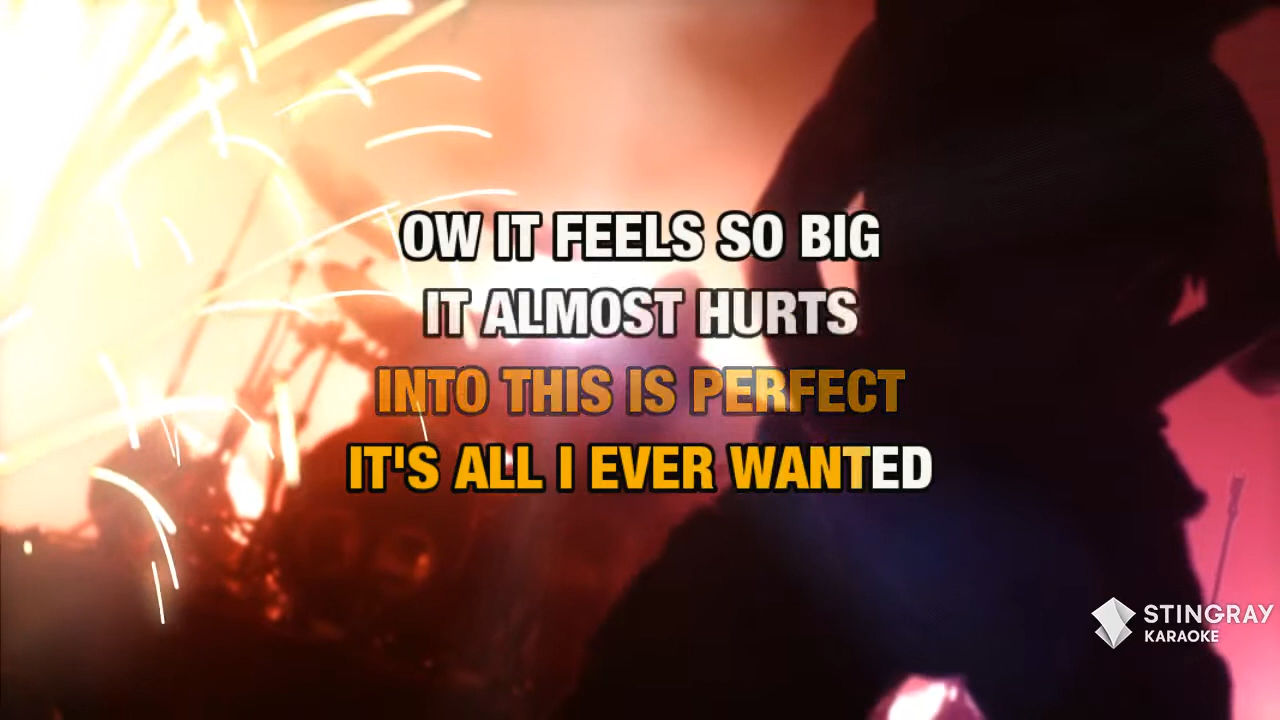 OW IT FEELS SO BIG
IT ALMOST HURTS
INTO THIS IS PERFECT
IT'S ALL I EVER WANTED
STINGRAY
KARAOKE